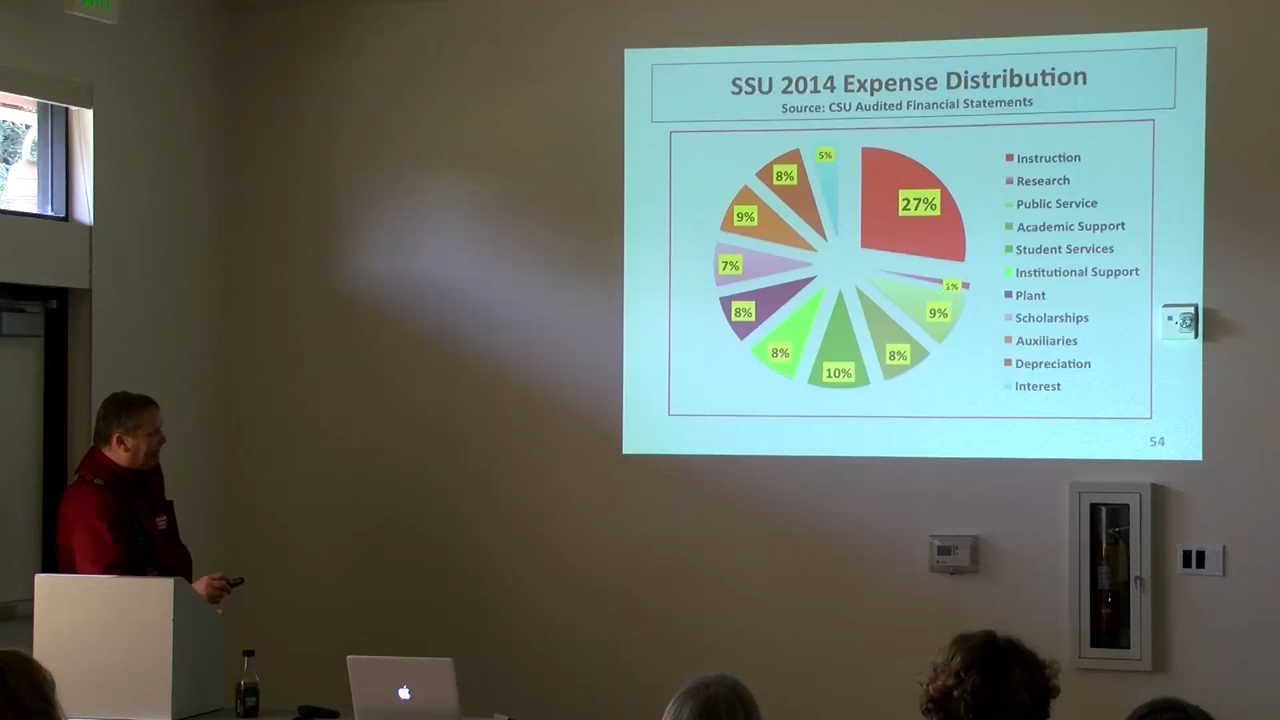 SSU 2014 Expense Distribution
Source: CSU Audited Financial Statements
27%
1%
9%
8%
10%
8%
8%
7%
9%
8%
5%
Instruction
Research
Public Service
Academic Support
Student Services
Institutional Support
Plant
Scholarships
Auxiliaries
Depreciation
Interest
54